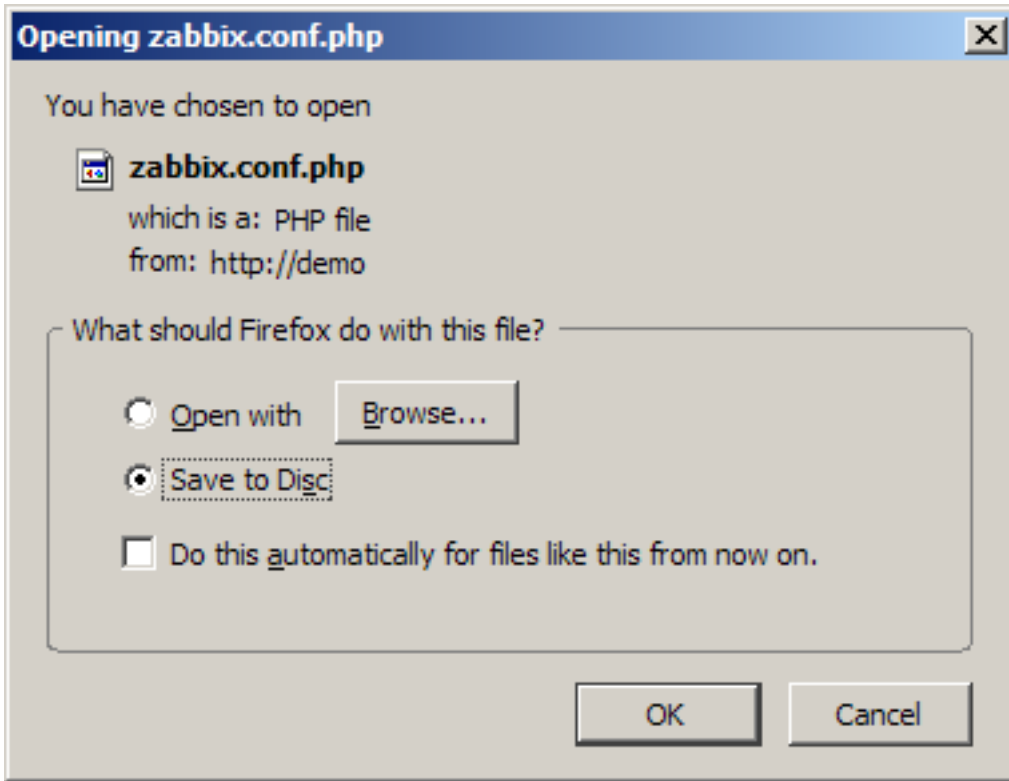 Opening zabbix.conf.php
You have chosen to open
zabbix.conf.php
which is a: PHP file
from: http://demo
What should Firefox do with this file?
Open with Browse...
Save to Disc
Do this automatically for files like this from now on.
OK Cancel